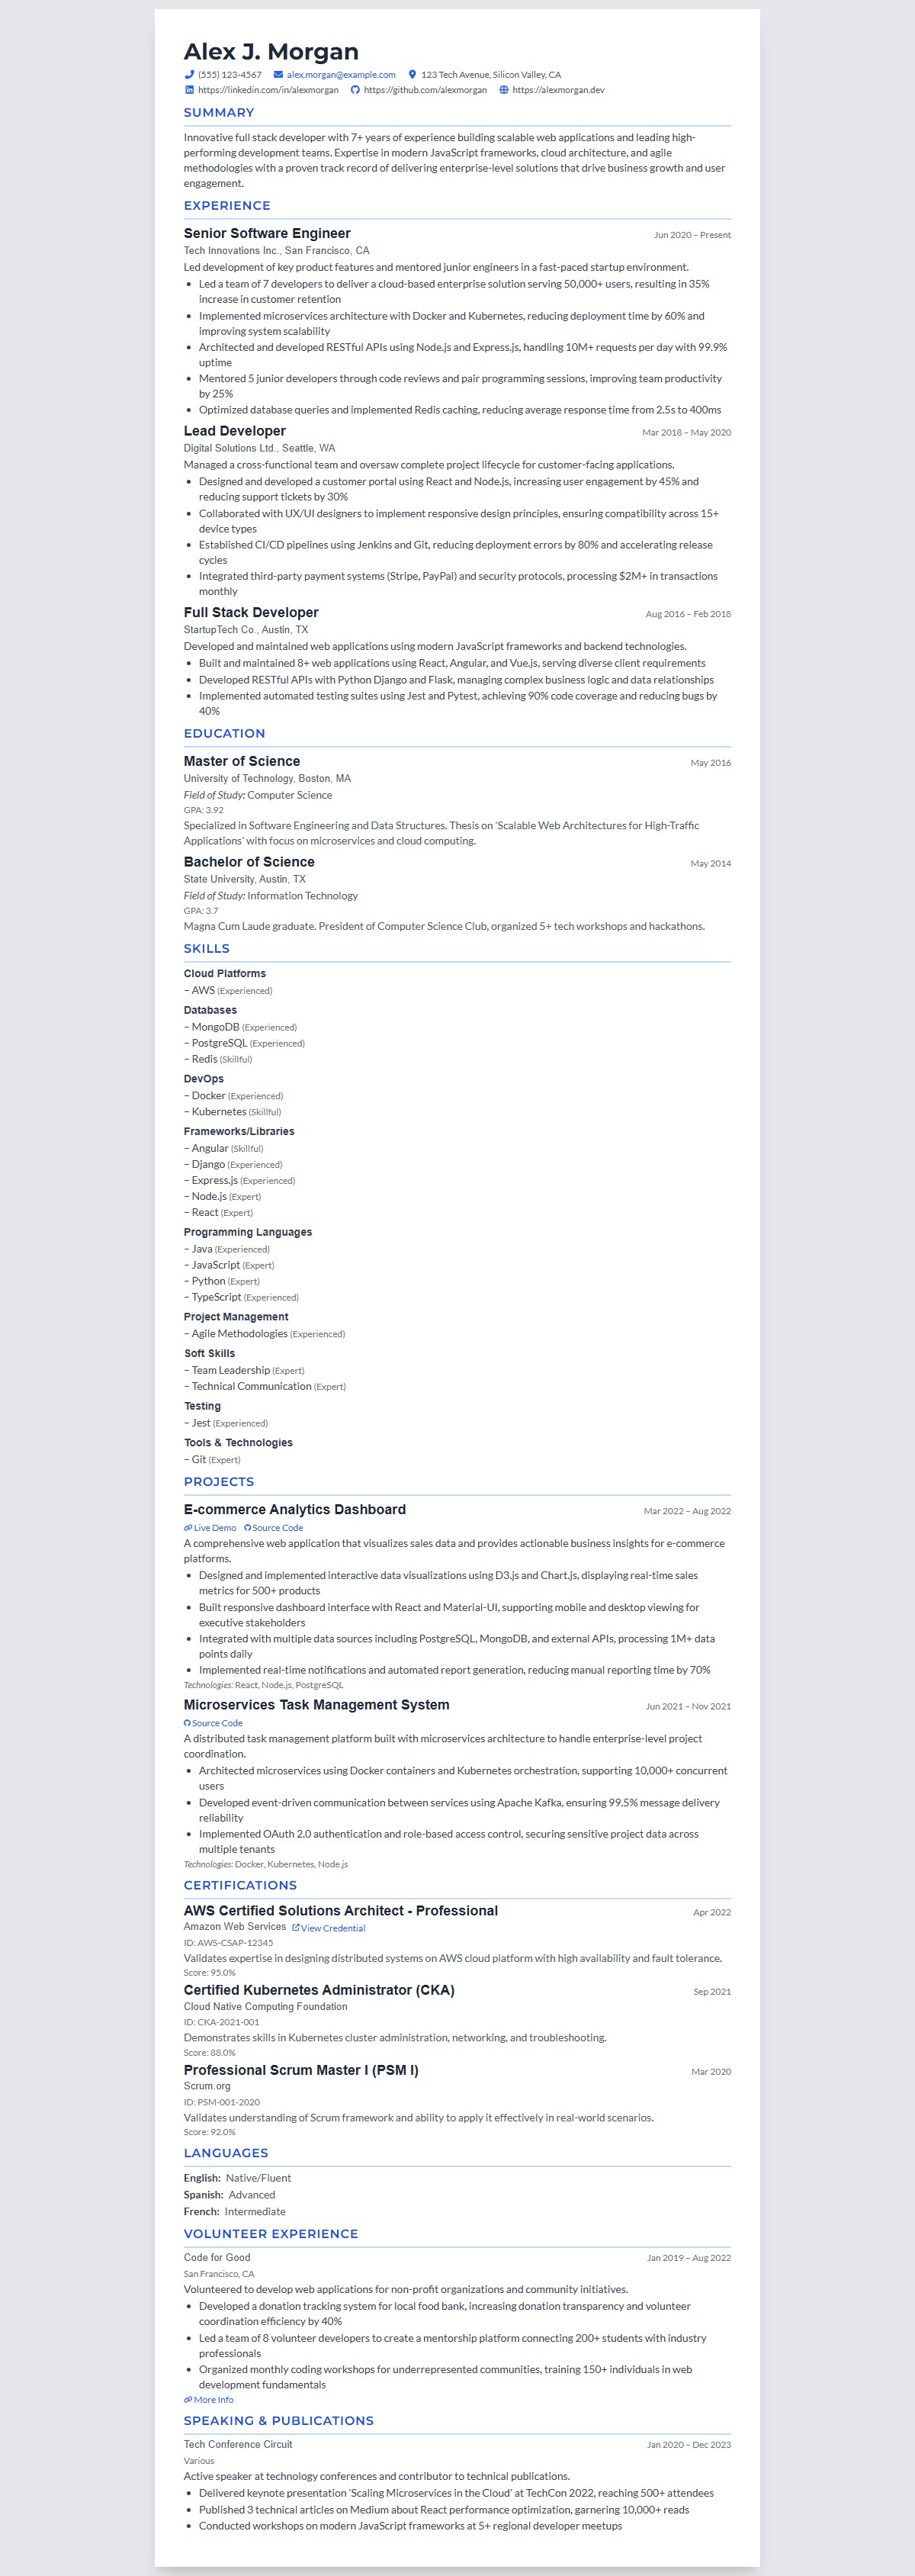 Alex J. Morgan
(555) 123-4567 alex.morgan@example.com 123 Tech Avenue, Silicon Valley, CA
https://linkedin.com/in/alexmorgan https://github.com/alexmorgan https://alexmorgan.dev
SUMMARY
Innovative full stack developer with 7+ years of experience building scalable web applications and leading high-
performing development teams. Expertise in modern JavaScript frameworks, cloud architecture, and agile
methodologies with a proven track record of delivering enterprise-level solutions that drive business growth and user
engagement.
EXPERIENCE
Senior Software Engineer Jun 2020 – Present
Tech Innovations Inc., San Francisco, CA
Led development of key product features and mentored junior engineers in a fast-paced startup environment.
• Led a team of 7 developers to deliver a cloud-based enterprise solution serving 50,000+ users, resulting in 35%
increase in customer retention
• Implemented microservices architecture with Docker and Kubernetes, reducing deployment time by 60% and
improving system scalability
• Architected and developed RESTful APIs using Node.js and Express.js, handling 10M+ requests per day with 99.9%
uptime
• Mentored 5 junior developers through code reviews and pair programming sessions, improving team productivity
by 25%
• Optimized database queries and implemented Redis caching, reducing average response time from 2.5s to 400ms
Lead Developer Mar 2018 – May 2020
Digital Solutions Ltd., Seattle, WA
Managed a cross-functional team and oversaw complete project lifecycle for customer-facing applications.
• Designed and developed a customer portal using React and Node.js, increasing user engagement by 45% and
reducing support tickets by 30%
• Collaborated with UX/UI designers to implement responsive design principles, ensuring compatibility across 15+
device types
• Established CI/CD pipelines using Jenkins and Git, reducing deployment errors by 80% and accelerating release
cycles
• Integrated third-party payment systems (Stripe, PayPal) and security protocols, processing $2M+ in transactions
monthly
Full Stack Developer Aug 2016 – Feb 2018
StartupTech Co., Austin, TX
Developed and maintained web applications using modern JavaScript frameworks and backend technologies.
• Built and maintained 8+ web applications using React, Angular, and Vue.js, serving diverse client requirements
• Developed RESTful APIs with Python Django and Flask, managing complex business logic and data relationships
• Implemented automated testing suites using Jest and Pytest, achieving 90% code coverage and reducing bugs by
40%
EDUCATION
Master of Science May 2016
University of Technology, Boston, MA
Field of Study: Computer Science
GPA: 3.92
Specialized in Software Engineering and Data Structures. Thesis on 'Scalable Web Architectures for High-Traffic
Applications' with focus on microservices and cloud computing.
Bachelor of Science May 2014
State University, Austin, TX
Field of Study: Information Technology
GPA: 3.7
Magna Cum Laude graduate. President of Computer Science Club, organized 5+ tech workshops and hackathons.
SKILLS
Cloud Platforms
– AWS (Experienced)
Databases
– MongoDB (Experienced)
– PostgreSQL (Experienced)
– Redis (Skillful)
DevOps
– Docker (Experienced)
– Kubernetes (Skillful)
Frameworks/Libraries
– Angular (Skillful)
– Django (Experienced)
– Express.js (Experienced)
– Node.js (Expert)
– React (Expert)
Programming Languages
– Java (Experienced)
– JavaScript (Expert)
– Python (Expert)
– TypeScript (Experienced)
Project Management
– Agile Methodologies (Experienced)
Soft Skills
– Team Leadership (Expert)
– Technical Communication (Expert)
Testing
– Jest (Experienced)
Tools & Technologies
– Git (Expert)
PROJECTS
E-commerce Analytics Dashboard Mar 2022 – Aug 2022
Live Demo Source Code
A comprehensive web application that visualizes sales data and provides actionable business insights for e-commerce
platforms.
• Designed and implemented interactive data visualizations using D3.js and Chart.js, displaying real-time sales
metrics for 500+ products
• Built responsive dashboard interface with React and Material-UI, supporting mobile and desktop viewing for
executive stakeholders
• Integrated with multiple data sources including PostgreSQL, MongoDB, and external APIs, processing 1M+ data
points daily
• Implemented real-time notifications and automated report generation, reducing manual reporting time by 70%
Technologies: React, Node.js, PostgreSQL
Microservices Task Management System Jun 2021 – Nov 2021
Source Code
A distributed task management platform built with microservices architecture to handle enterprise-level project
coordination.
• Architected microservices using Docker containers and Kubernetes orchestration, supporting 10,000+ concurrent
users
• Developed event-driven communication between services using Apache Kafka, ensuring 99.5% message delivery
reliability
• Implemented OAuth 2.0 authentication and role-based access control, securing sensitive project data across
multiple tenants
Technologies: Docker, Kubernetes, Node.js
CERTIFICATIONS
AWS Certified Solutions Architect - Professional Apr 2022
Amazon Web Services View Credential
ID: AWS-CSAP-12345
Validates expertise in designing distributed systems on AWS cloud platform with high availability and fault tolerance.
Score: 95.0%
Certified Kubernetes Administrator (CKA) Sep 2021
Cloud Native Computing Foundation
ID: CKA-2021-001
Demonstrates skills in Kubernetes cluster administration, networking, and troubleshooting.
Score: 88.0%
Professional Scrum Master I (PSM I) Mar 2020
Scrum.org
ID: PSM-001-2020
Validates understanding of Scrum framework and ability to apply it effectively in real-world scenarios.
Score: 92.0%
LANGUAGES
English: Native/Fluent
Spanish: Advanced
French: Intermediate
VOLUNTEER EXPERIENCE
Code for Good Jan 2019 – Aug 2022
San Francisco, CA
Volunteered to develop web applications for non-profit organizations and community initiatives.
• Developed a donation tracking system for local food bank, increasing donation transparency and volunteer
coordination efficiency by 40%
• Led a team of 8 volunteer developers to create a mentorship platform connecting 200+ students with industry
professionals
• Organized monthly coding workshops for underrepresented communities, training 150+ individuals in web
development fundamentals
More Info
SPEAKING & PUBLICATIONS
Tech Conference Circuit Jan 2020 – Dec 2023
Various
Active speaker at technology conferences and contributor to technical publications.
• Delivered keynote presentation 'Scaling Microservices in the Cloud' at TechCon 2022, reaching 500+ attendees
• Published 3 technical articles on Medium about React performance optimization, garnering 10,000+ reads
• Conducted workshops on modern JavaScript frameworks at 5+ regional developer meetups